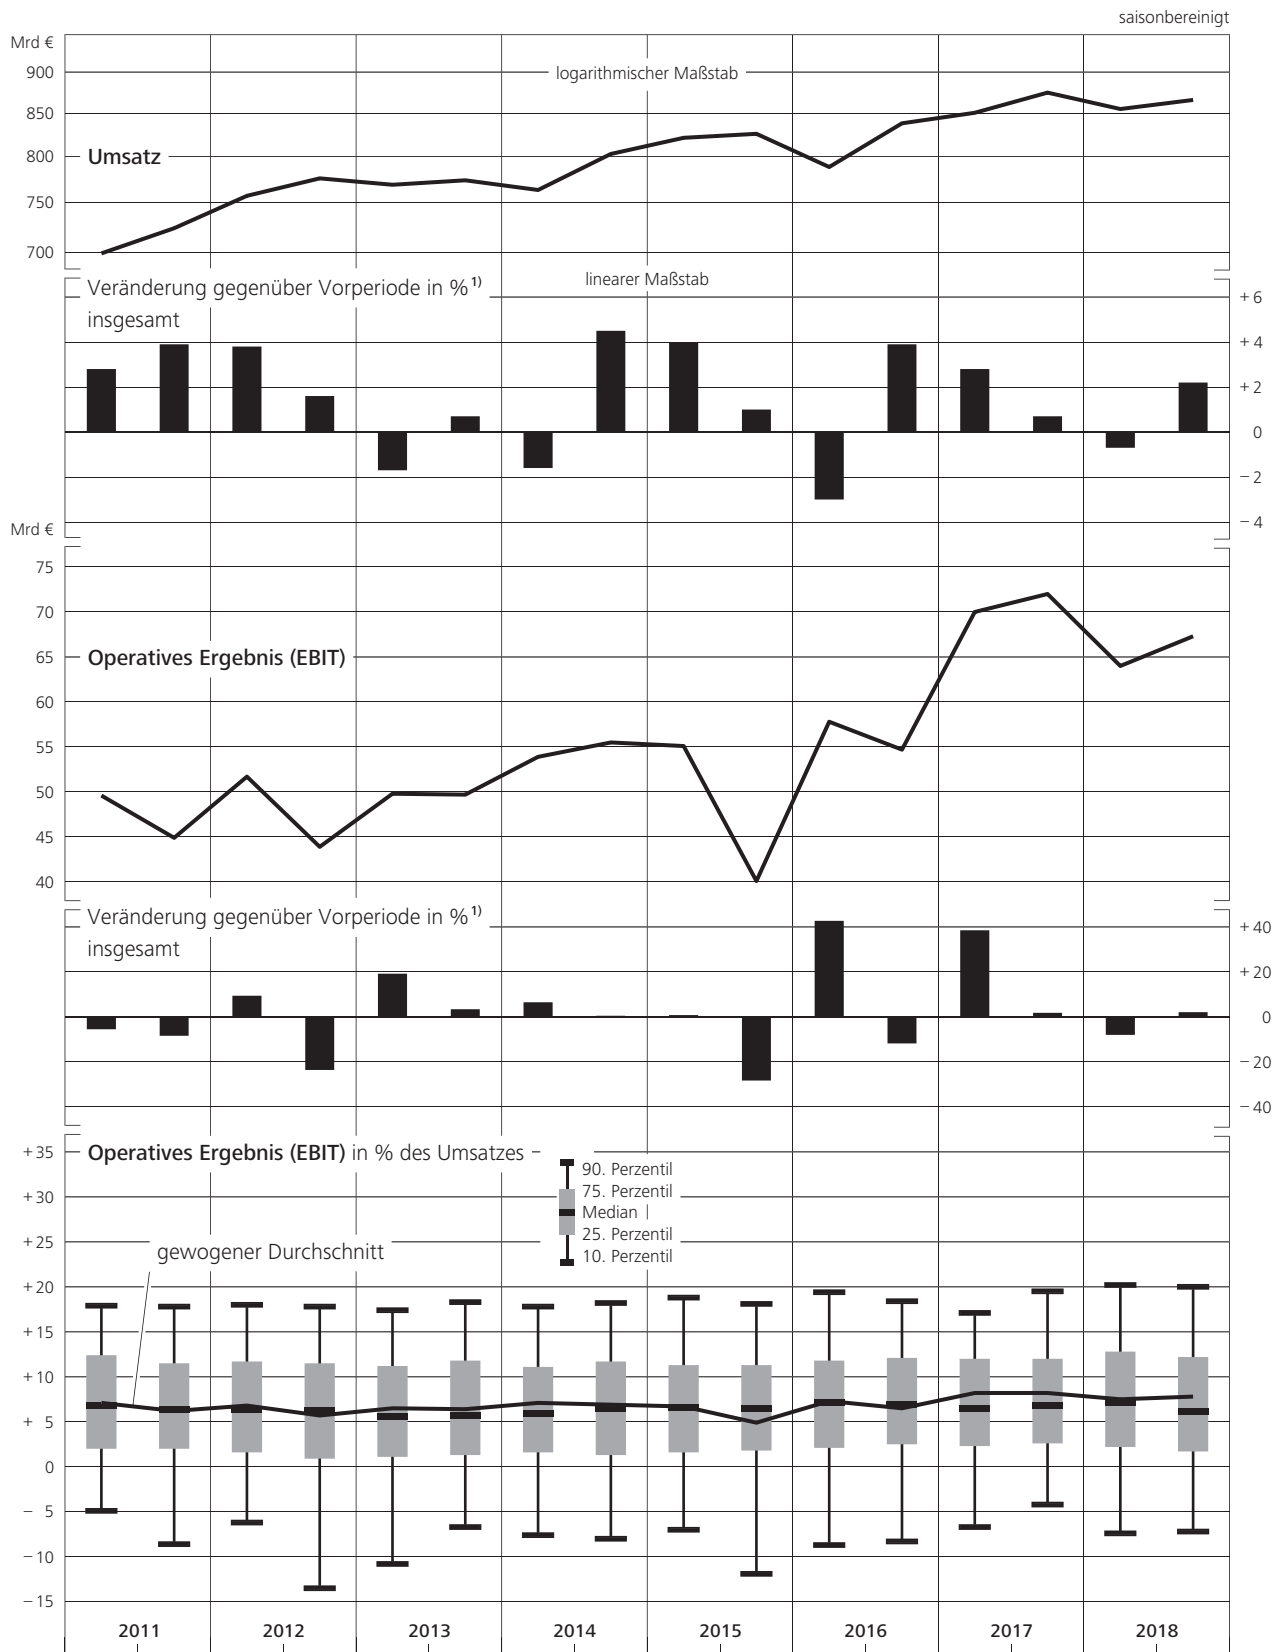 saisonbereinigt
Mrd €
900
logarithmischer Maßstab
850
800
Umsatz
750
700
Veränderung gegenüber Vorperiode in %¹⁾
linearer Maßstab
insgesamt
+ 6
+ 4
+ 2
0
− 2
− 4
Mrd €
75
70
65
Operatives Ergebnis (EBIT)
60
55
50
45
40
Veränderung gegenüber Vorperiode in %¹⁾
insgesamt
+ 40
+ 20
0
− 20
− 40
+ 35
Operatives Ergebnis (EBIT) in % des Umsatzes
90. Perzentil
75. Perzentil
Median
25. Perzentil
10. Perzentil
+ 30
+ 25
gewogener Durchschnitt
+ 20
+ 15
+ 10
+ 5
0
− 5
− 10
− 15
2011 2012 2013 2014 2015 2016 2017 2018